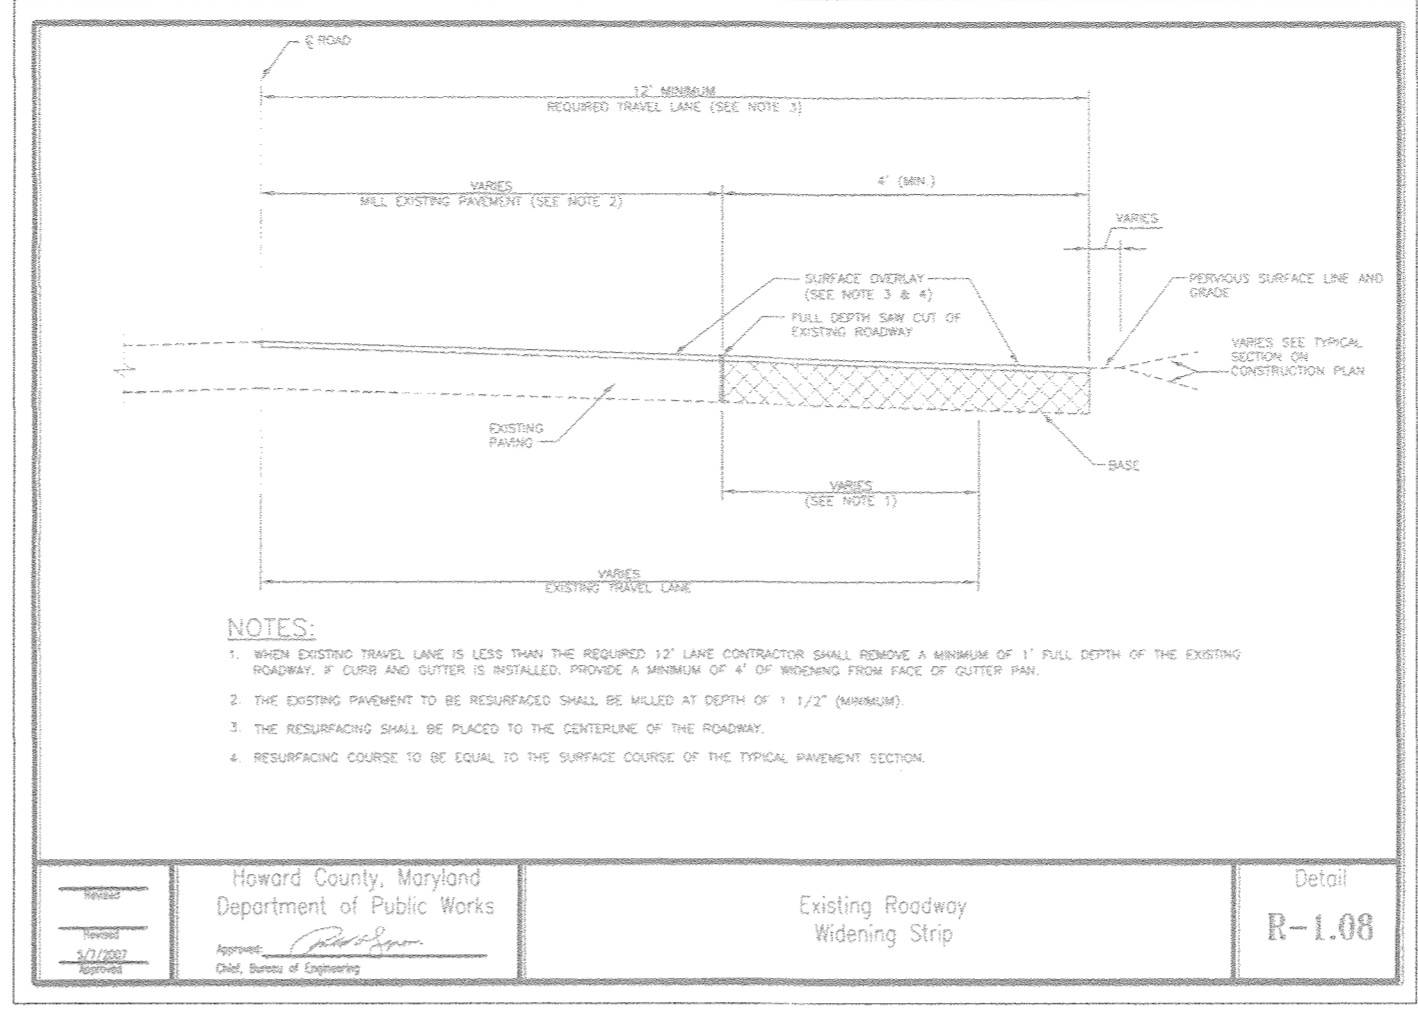 ℄ ROAD
12' MINIMUM
REQUIRED TRAVEL LANE (SEE NOTE 3)
VARIES
MILL EXISTING PAVEMENT (SEE NOTE 2)
4' (MIN.)
VARIES
SURFACE OVERLAY
(SEE NOTE 3 & 4)
FULL DEPTH SAW CUT OF
EXISTING ROADWAY
PERVIOUS SURFACE LINE AND
GRADE
VARIES SEE TYPICAL
SECTION ON
CONSTRUCTION PLAN
EXISTING
PAVING
BASE
VARIES
(SEE NOTE 1)
VARIES
EXISTING TRAVEL LANE
NOTES:
1. WHEN EXISTING TRAVEL LANE IS LESS THAN THE REQUIRED 12' LANE CONTRACTOR SHALL REMOVE A MINIMUM OF 1' FULL DEPTH OF THE EXISTING
ROADWAY. IF CURB AND GUTTER IS INSTALLED, PROVIDE A MINIMUM OF 4' OF WIDENING FROM FACE OF GUTTER PAN.
2. THE EXISTING PAVEMENT TO BE RESURFACED SHALL BE MILLED AT DEPTH OF 1 1/2" (MINIMUM).
3. THE RESURFACING SHALL BE PLACED TO THE CENTERLINE OF THE ROADWAY.
4. RESURFACING COURSE TO BE EQUAL TO THE SURFACE COURSE OF THE TYPICAL PAVEMENT SECTION.
Revised
Revised
5/7/2007
Approved
Howard County, Maryland
Department of Public Works
Approved:
Chief, Bureau of Engineering
Existing Roadway
Widening Strip
Detail
R-1.08